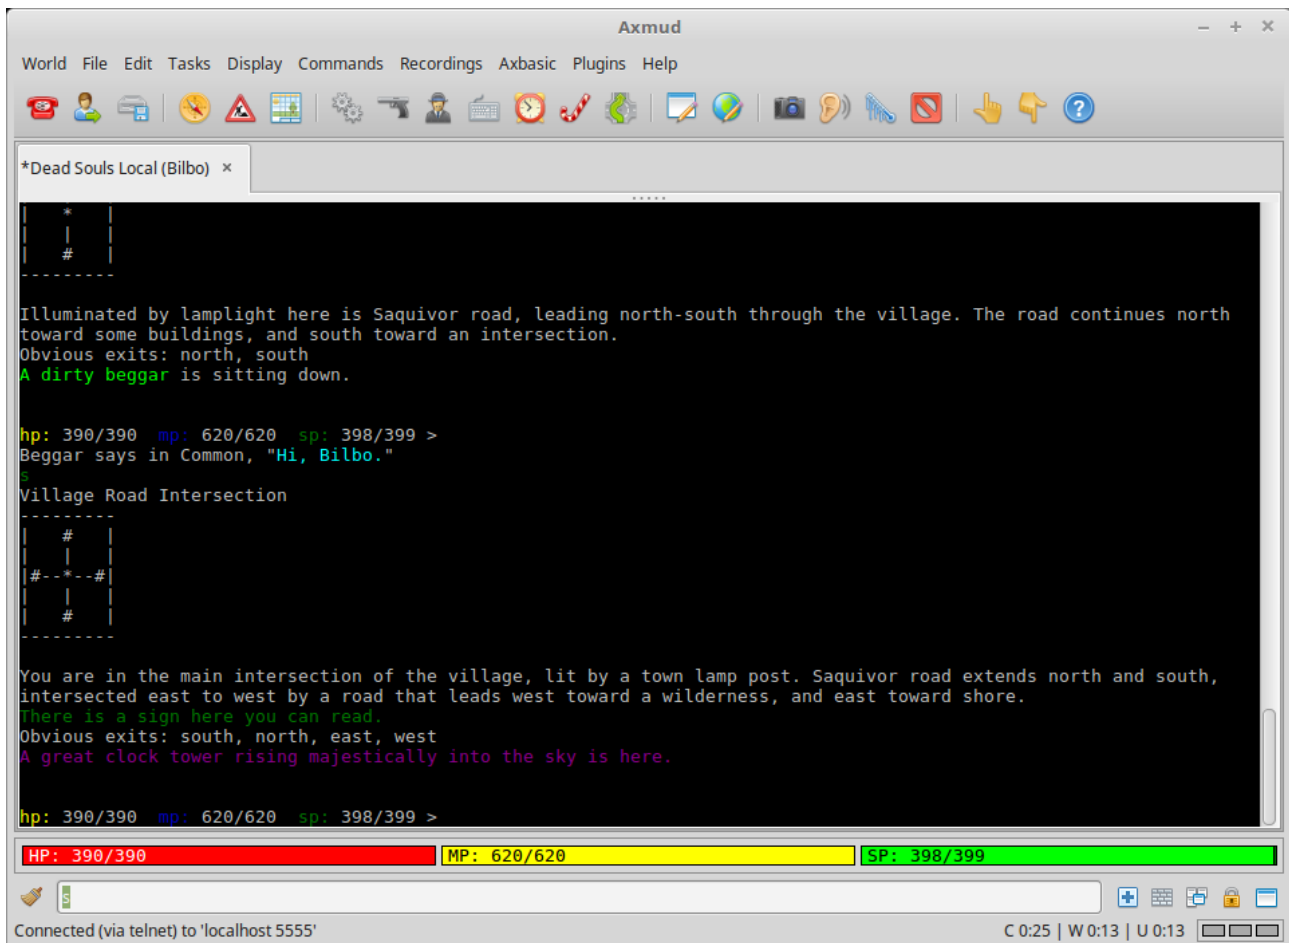 Axmud
World File Edit Tasks Display Commands Recordings Axbasic Plugins Help
*Dead Souls Local (Bilbo) ×
|   *   |
|   |   |
|   #   |
---------
Illuminated by lamplight here is Saquivor road, leading north-south through the village. The road continues north
toward some buildings, and south toward an intersection.
Obvious exits: north, south
A dirty beggar is sitting down.
hp: 390/390  mp: 620/620  sp: 398/399 >
Beggar says in Common, "Hi, Bilbo."
s
Village Road Intersection
---------
|   #   |
|   |   |
|#--*--#|
|   |   |
|   #   |
---------
You are in the main intersection of the village, lit by a town lamp post. Saquivor road extends north and south,
intersected east to west by a road that leads west toward a wilderness, and east toward shore.
There is a sign here you can read.
Obvious exits: south, north, east, west
A great clock tower rising majestically into the sky is here.
hp: 390/390  mp: 620/620  sp: 398/399 >
HP: 390/390 MP: 620/620 SP: 398/399
s
Connected (via telnet) to 'localhost 5555' C 0:25 | W 0:13 | U 0:13